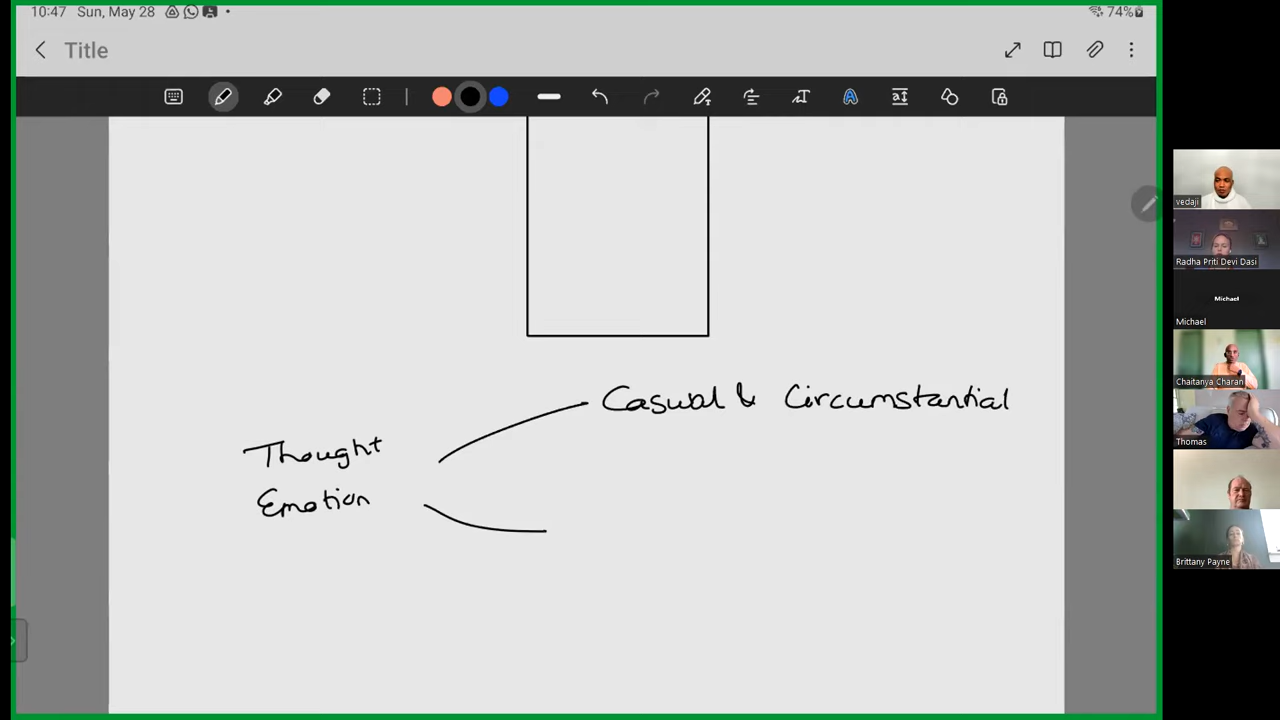 10:47 Sun, May 28
74%
Title
Casual & Circumstantial
Thought
Emotion
vedaji
Radha Priti Devi Dasi
Michael
Michael
Chaitanya Charan
Thomas
Brittany Payne